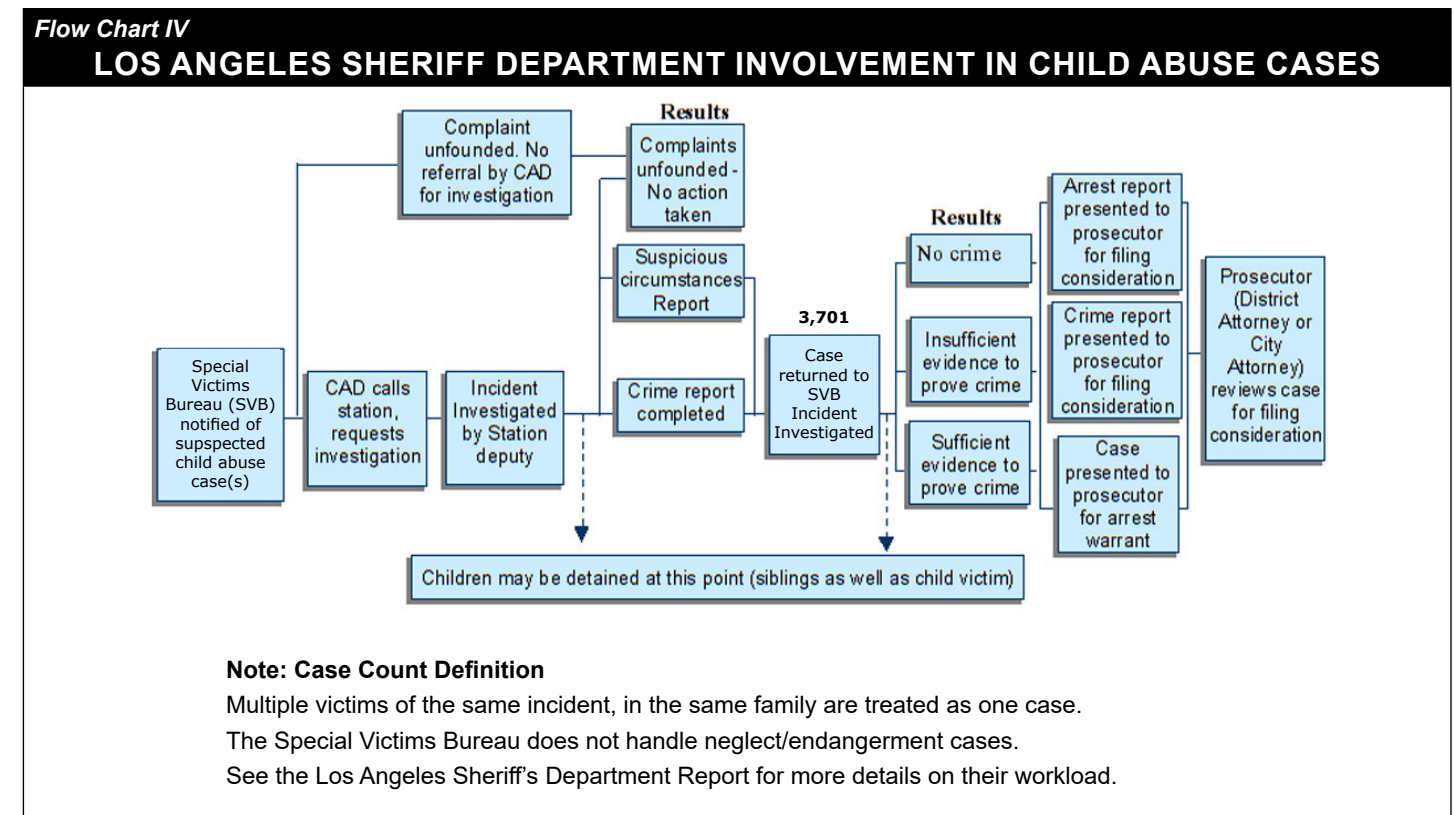 Flow Chart IV
LOS ANGELES SHERIFF DEPARTMENT INVOLVEMENT IN CHILD ABUSE CASES
Special
Victims
Bureau (SVB)
notified of
supspected
child abuse
case(s)
Complaint
unfounded. No
referral by CAD
for investigation
CAD calls
station,
requests
investigation
Incident
Investigated
by Station
deputy
Results
Complaints
unfounded -
No action
taken
Suspicious
circumstances
Report
Crime report
completed
3,701
Case
returned to
SVB
Incident
Investigated
Results
No crime
Insufficient
evidence to
prove crime
Sufficient
evidence to
prove crime
Arrest report
presented to
prosecutor
for filing
consideration
Crime report
presented to
prosecutor
for filing
consideration
Case
presented to
prosecutor
for arrest
warrant
Prosecutor
(District
Attorney or
City
Attorney)
reviews case
for filing
consideration
Children may be detained at this point (siblings as well as child victim)
Note: Case Count Definition
Multiple victims of the same incident, in the same family are treated as one case.
The Special Victims Bureau does not handle neglect/endangerment cases.
See the Los Angeles Sheriff’s Department Report for more details on their workload.